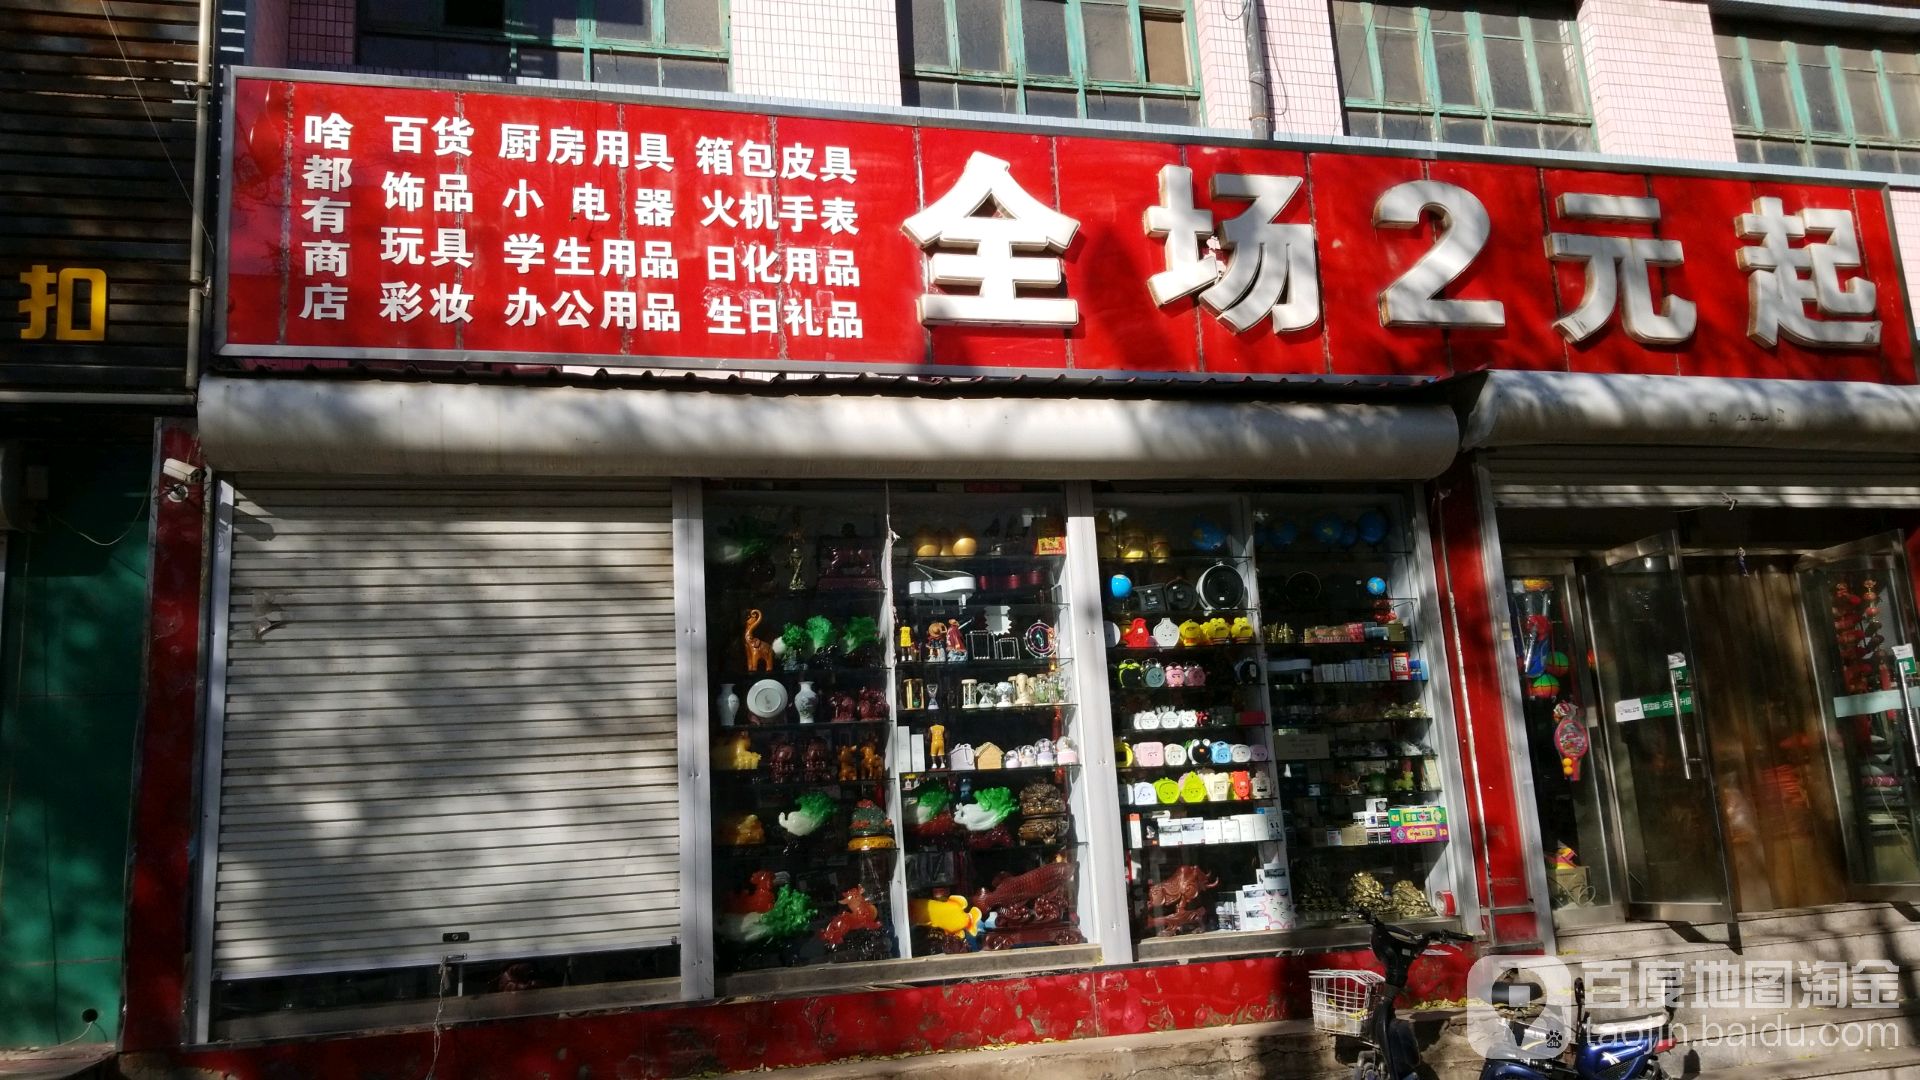 啥都有商店
百货 厨房用具 箱包皮具
饰品 小电器 火机手表
玩具 学生用品 日化用品
彩妆 办公用品 生日礼品
全场2元起
扣
百度地图淘金
taojin.baidu.com